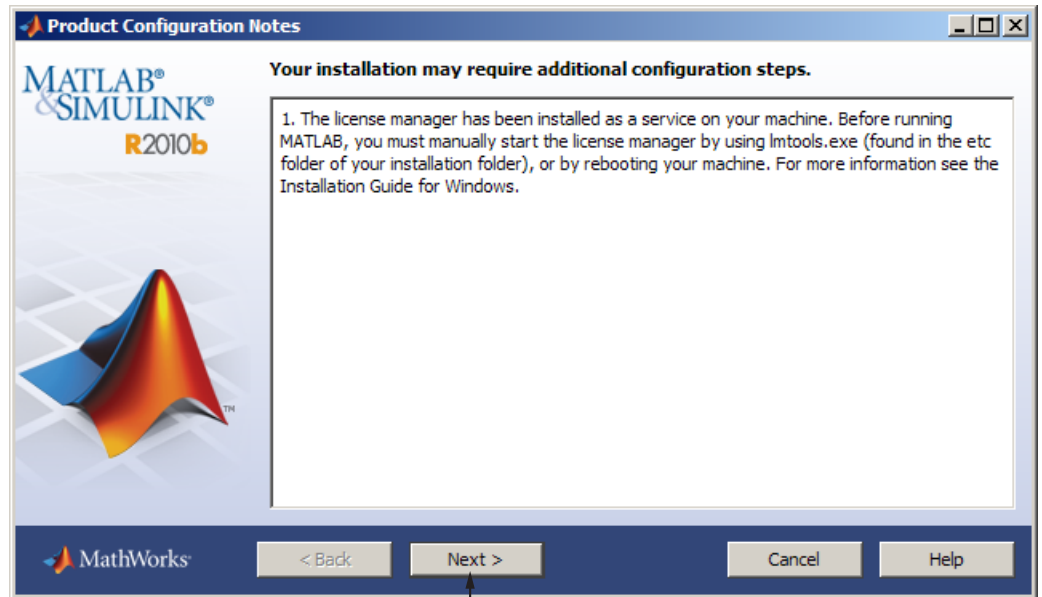 Product Configuration Notes
MATLAB®
&SIMULINK®
R2010b
Your installation may require additional configuration steps.
1. The license manager has been installed as a service on your machine. Before running
MATLAB, you must manually start the license manager by using lmtools.exe (found in the etc
folder of your installation folder), or by rebooting your machine. For more information see the
Installation Guide for Windows.
TM
MathWorks
< Back
Next >
Cancel
Help